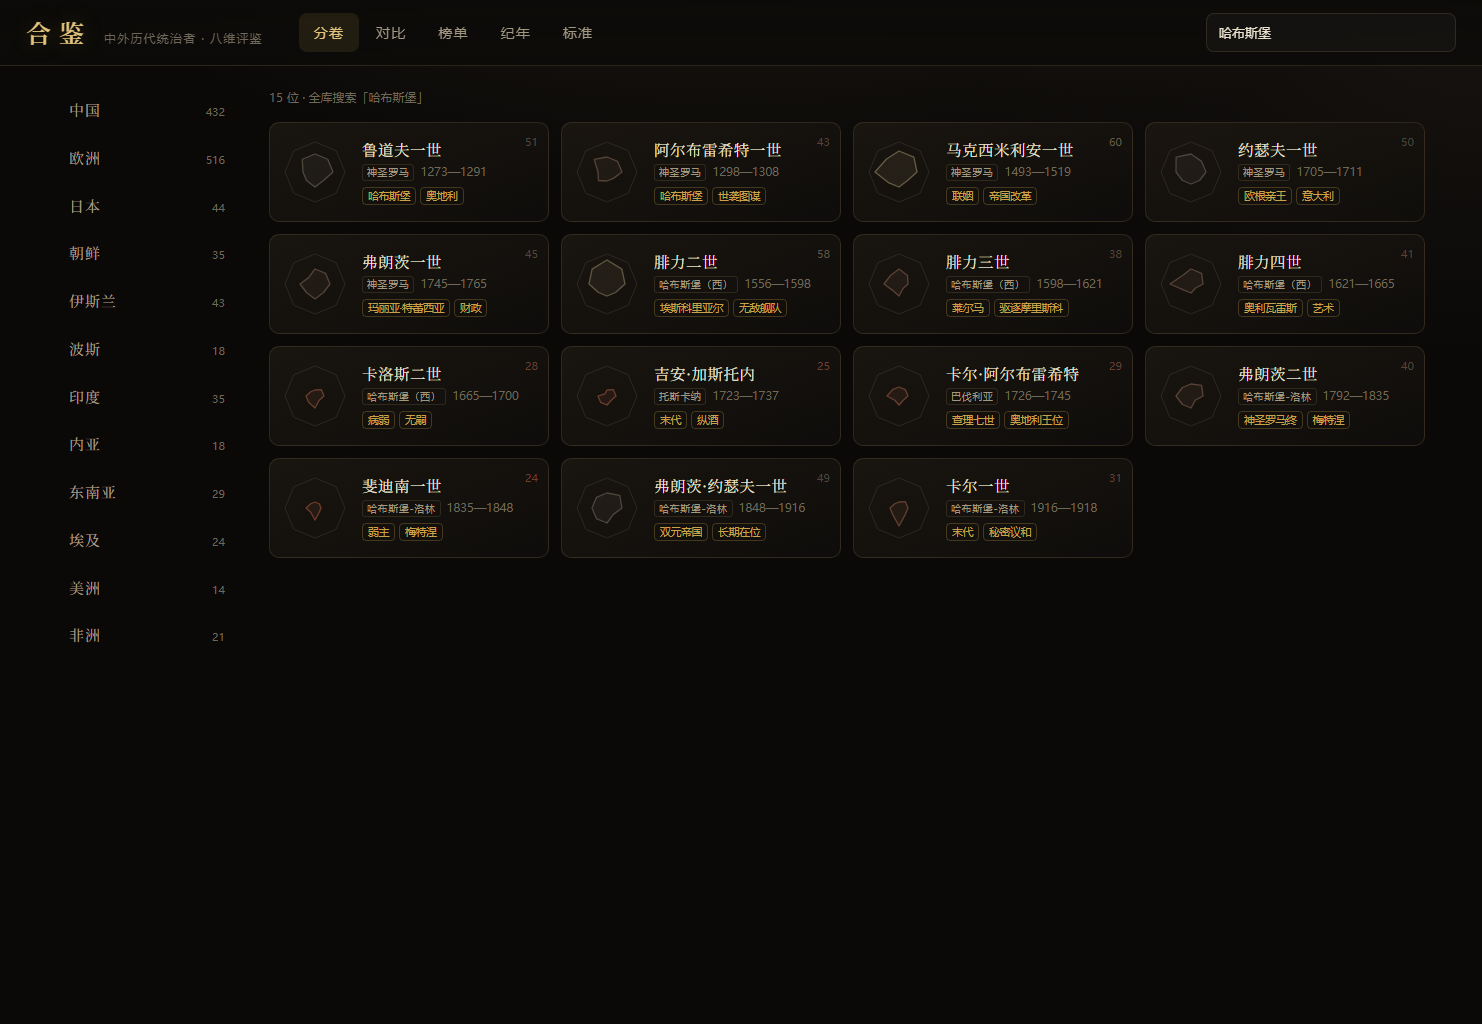 合鉴
中外历代统治者 · 八维评鉴
分卷
对比
榜单
纪年
标准
哈布斯堡
中国 432
欧洲 516
日本 44
朝鲜 35
伊斯兰 43
波斯 18
印度 35
内亚 18
东南亚 29
埃及 24
美洲 14
非洲 21
15 位 · 全库搜索「哈布斯堡」
鲁道夫一世 51
神圣罗马 1273—1291
哈布斯堡 奥地利
阿尔布雷希特一世 43
神圣罗马 1298—1308
哈布斯堡 世袭图谋
马克西米利安一世 60
神圣罗马 1493—1519
联姻 帝国改革
约瑟夫一世 50
神圣罗马 1705—1711
欧根亲王 意大利
弗朗茨一世 45
神圣罗马 1745—1765
玛丽亚·特蕾西亚 财政
腓力二世 58
哈布斯堡（西） 1556—1598
埃斯科里亚尔 无敌舰队
腓力三世 38
哈布斯堡（西） 1598—1621
莱尔马 驱逐摩里斯科
腓力四世 41
哈布斯堡（西） 1621—1665
奥利瓦雷斯 艺术
卡洛斯二世 28
哈布斯堡（西） 1665—1700
病弱 无嗣
吉安·加斯托内 25
托斯卡纳 1723—1737
末代 纵酒
卡尔·阿尔布雷希特 29
巴伐利亚 1726—1745
查理七世 奥地利王位
弗朗茨二世 40
哈布斯堡-洛林 1792—1835
神圣罗马终 梅特涅
斐迪南一世 24
哈布斯堡-洛林 1835—1848
弱主 梅特涅
弗朗茨·约瑟夫一世 49
哈布斯堡-洛林 1848—1916
双元帝国 长期在位
卡尔一世 31
哈布斯堡-洛林 1916—1918
末代 秘密议和